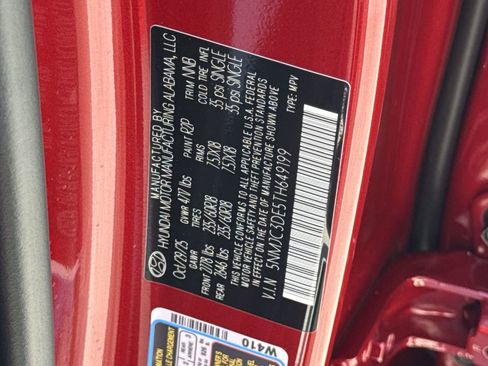 MANUFACTURED BY
HYUNDAI MOTOR MANUFACTURING ALABAMA, LLC
Oct/29/25 PAINT R2P TRIM NNB
GVWR 4717 lbs TIRES RIMS COLD TIRE INFL
FRONT 2778 lbs 235/60R18 7.5JX18 35 psi SINGLE
REAR 2646 lbs 235/60R18 7.5JX18 35 psi SINGLE
THIS VEHICLE CONFORMS TO ALL APPLICABLE U.S.A. FEDERAL
MOTOR VEHICLE SAFETY AND THEFT PREVENTION STANDARDS
IN EFFECT ON THE DATE OF MANUFACTURE SHOWN ABOVE
V.I.N 5NMJC3DE5TH649199 TYPE: MPV
W410